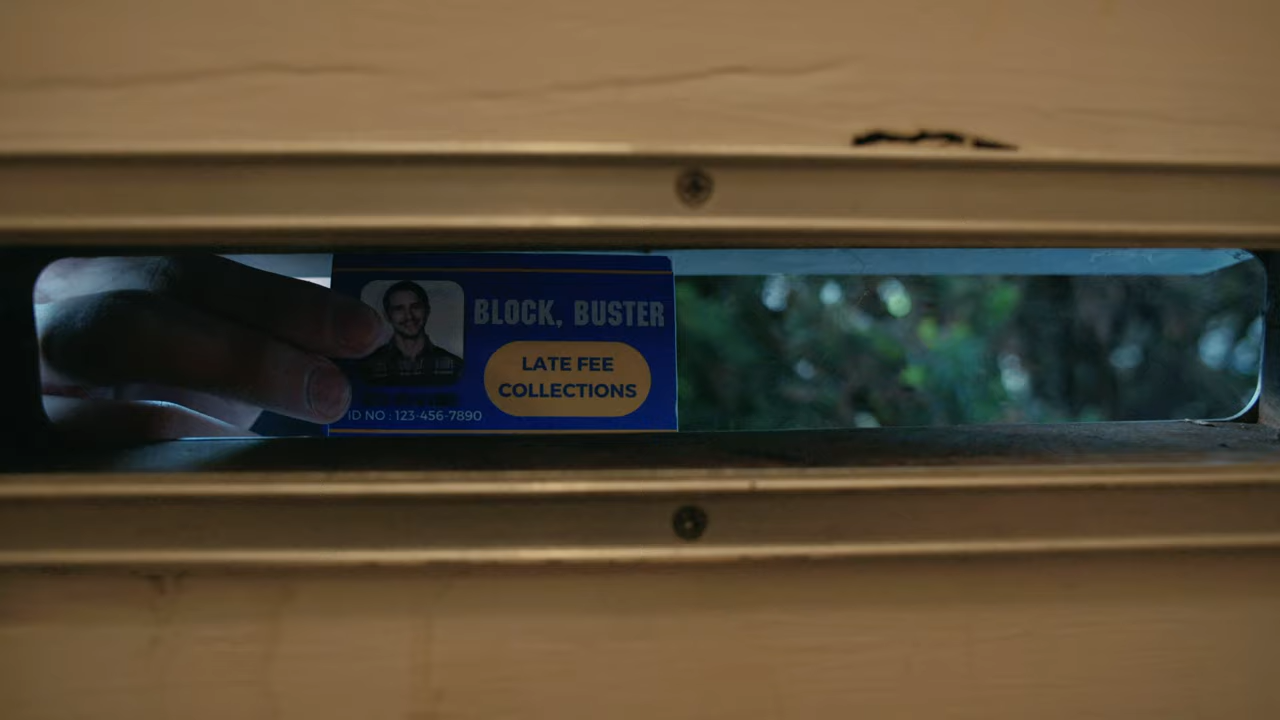 BLOCK, BUSTER
LATE FEE
COLLECTIONS
ID NO : 123-456-7890